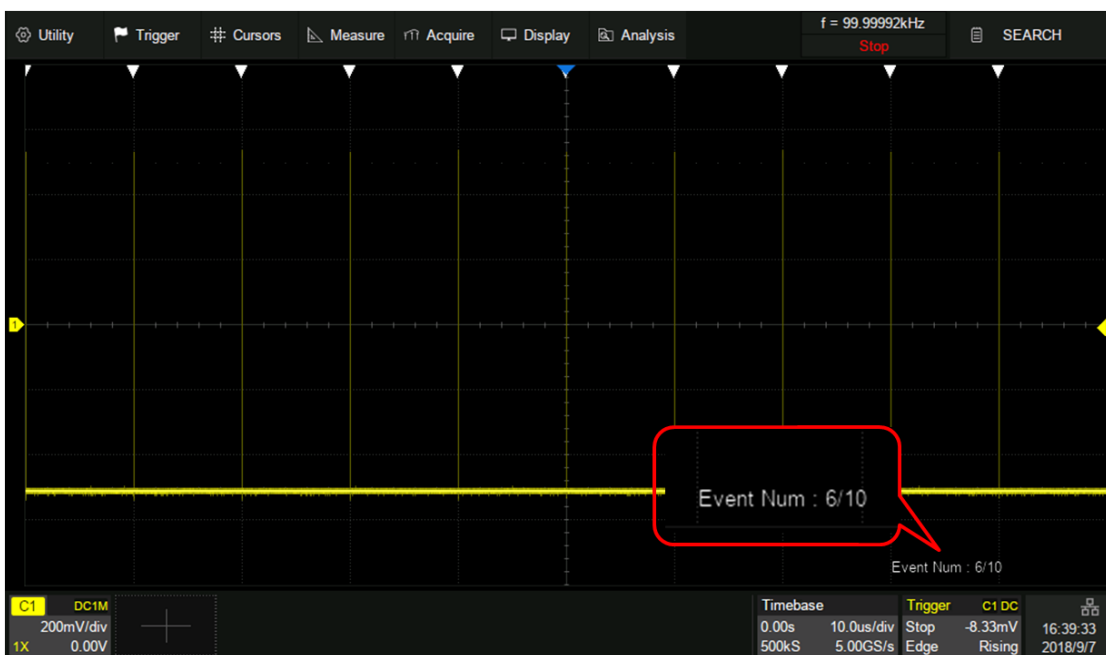 Utility Trigger Cursors Measure Acquire Display Analysis
f = 99.99992kHz
Stop
SEARCH
1
Event Num : 6/10
Event Num : 6/10
C1 DC1M
200mV/div
1X 0.00V
Timebase
0.00s 10.0us/div
500kS 5.00GS/s
Trigger C1 DC
Stop -8.33mV
Edge Rising
16:39:33
2018/9/7